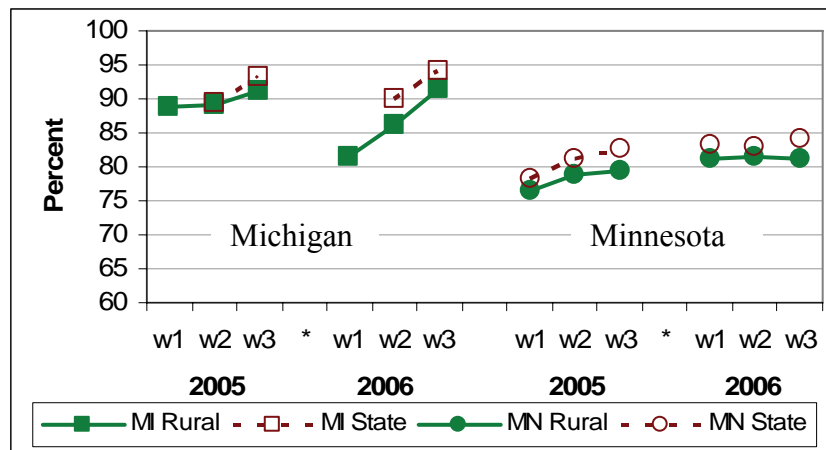 100
95
90
85
80
75
70
65
60
Percent
Michigan Minnesota
w1 w2 w3 * w1 w2 w3 w1 w2 w3 * w1 w2 w3
2005 2006 2005 2006
MI Rural MI State MN Rural MN State